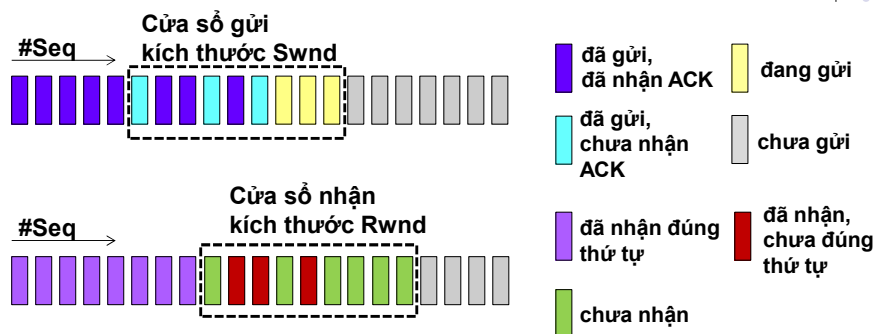 Cửa sổ gửi
kích thước Swnd
#Seq
đã gửi,
đã nhận ACK
đang gửi
đã gửi,
chưa nhận
ACK
chưa gửi
Cửa sổ nhận
kích thước Rwnd
#Seq
đã nhận đúng
thứ tự
đã nhận,
chưa đúng
thứ tự
chưa nhận